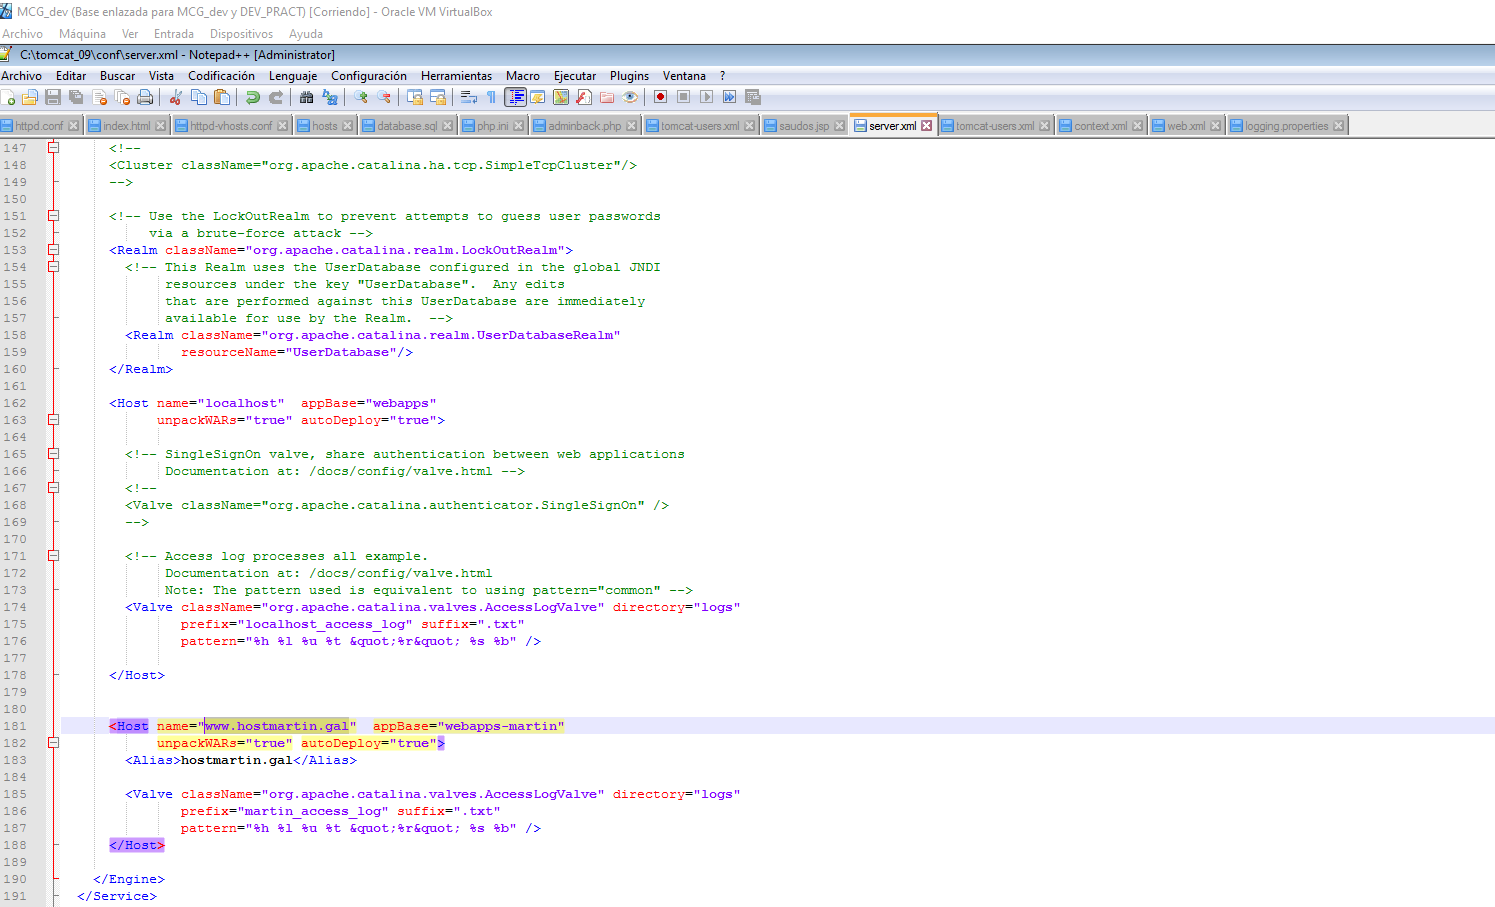 MCG_dev (Base enlazada para MCG_dev y DEV_PRACT) [Corriendo] - Oracle VM VirtualBox
Archivo Máquina Ver Entrada Dispositivos Ayuda
C:\tomcat_09\conf\server.xml - Notepad++ [Administrator]
Archivo Editar Buscar Vista Codificación Lenguaje Configuración Herramientas Macro Ejecutar Plugins Ventana ?
httpd.conf index.html httpd-vhosts.conf hosts database.sql php.ini adminback.php tomcat-users.xml saudos.jsp server.xml tomcat-users.xml context.xml web.xml logging.properties
147 <!--
148 <Cluster className="org.apache.catalina.ha.tcp.SimpleTcpCluster"/>
149 -->
150
151 <!-- Use the LockOutRealm to prevent attempts to guess user passwords
152 via a brute-force attack -->
153 <Realm className="org.apache.catalina.realm.LockOutRealm">
154 <!-- This Realm uses the UserDatabase configured in the global JNDI
155 resources under the key "UserDatabase".  Any edits
156 that are performed against this UserDatabase are immediately
157 available for use by the Realm.  -->
158 <Realm className="org.apache.catalina.realm.UserDatabaseRealm"
159 resourceName="UserDatabase"/>
160 </Realm>
161
162 <Host name="localhost"  appBase="webapps"
163 unpackWARs="true" autoDeploy="true">
164
165 <!-- SingleSignOn valve, share authentication between web applications
166 Documentation at: /docs/config/valve.html -->
167 <!--
168 <Valve className="org.apache.catalina.authenticator.SingleSignOn" />
169 -->
170
171 <!-- Access log processes all example.
172 Documentation at: /docs/config/valve.html
173 Note: The pattern used is equivalent to using pattern="common" -->
174 <Valve className="org.apache.catalina.valves.AccessLogValve" directory="logs"
175 prefix="localhost_access_log" suffix=".txt"
176 pattern="%h %l %u %t &quot;%r&quot; %s %b" />
177
178 </Host>
179
180
181 <Host name="www.hostmartin.gal"  appBase="webapps-martin"
182 unpackWARs="true" autoDeploy="true">
183 <Alias>hostmartin.gal</Alias>
184
185 <Valve className="org.apache.catalina.valves.AccessLogValve" directory="logs"
186 prefix="martin_access_log" suffix=".txt"
187 pattern="%h %l %u %t &quot;%r&quot; %s %b" />
188 </Host>
189
190 </Engine>
191 </Service>